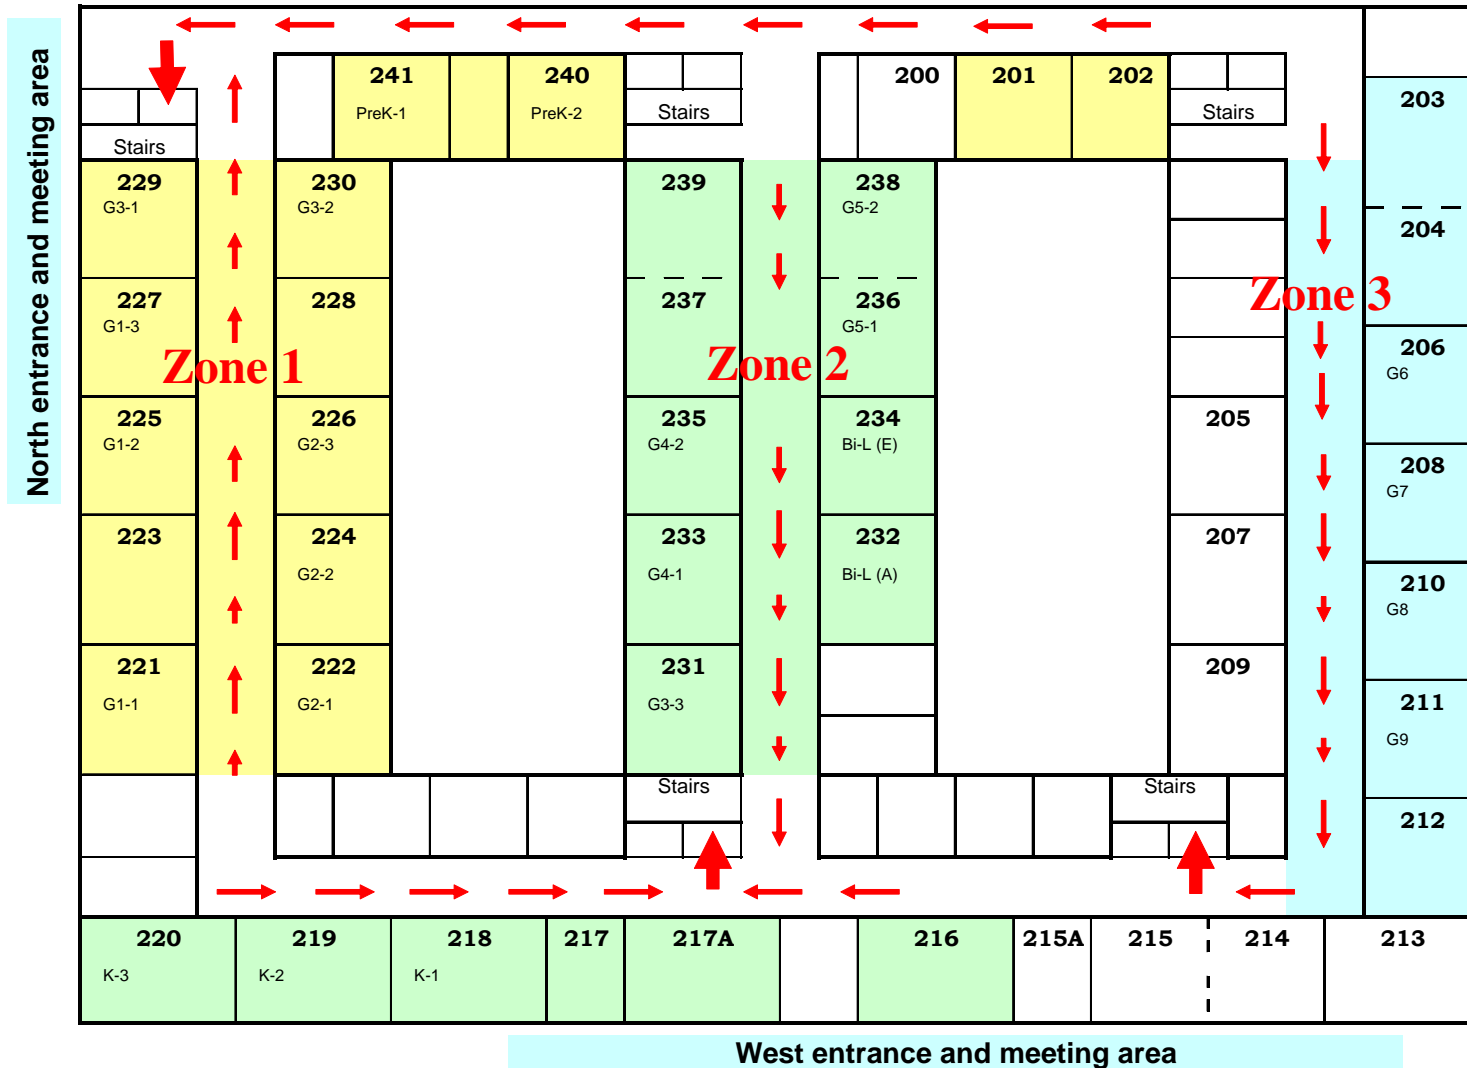 North entrance and meeting area
241
240
200
201
202
PreK-1
PreK-2
Stairs
Stairs
Stairs
203
229
G3-1
230
G3-2
239
238
G5-2
204
227
G1-3
228
237
236
G5-1
Zone 1
Zone 2
Zone 3
206
G6
225
G1-2
226
G2-3
235
G4-2
234
Bi-L (E)
205
208
G7
223
224
G2-2
233
G4-1
232
Bi-L (A)
207
210
G8
221
G1-1
222
G2-1
231
G3-3
209
211
G9
Stairs
Stairs
212
220
219
218
217
217A
216
215A
215
214
213
K-3
K-2
K-1
West entrance and meeting area